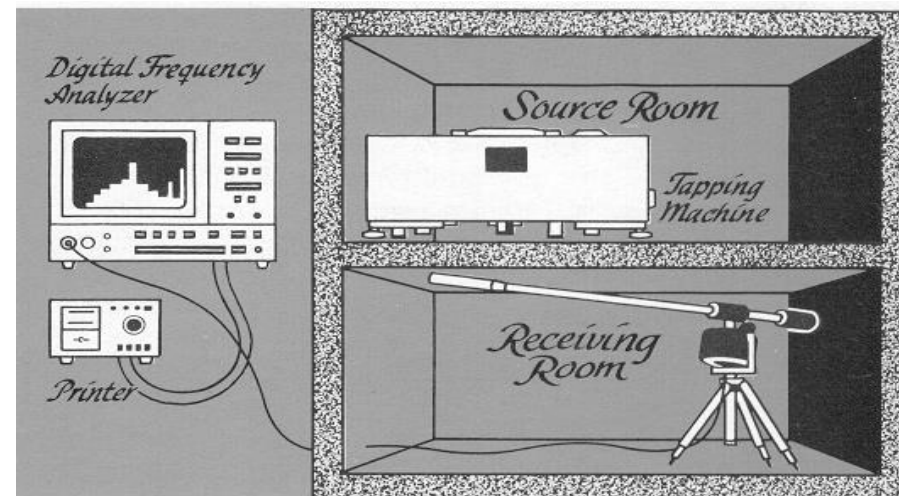 Digital Frequency
Analyzer
Source Room
Tapping
Machine
Receiving
Room
Printer